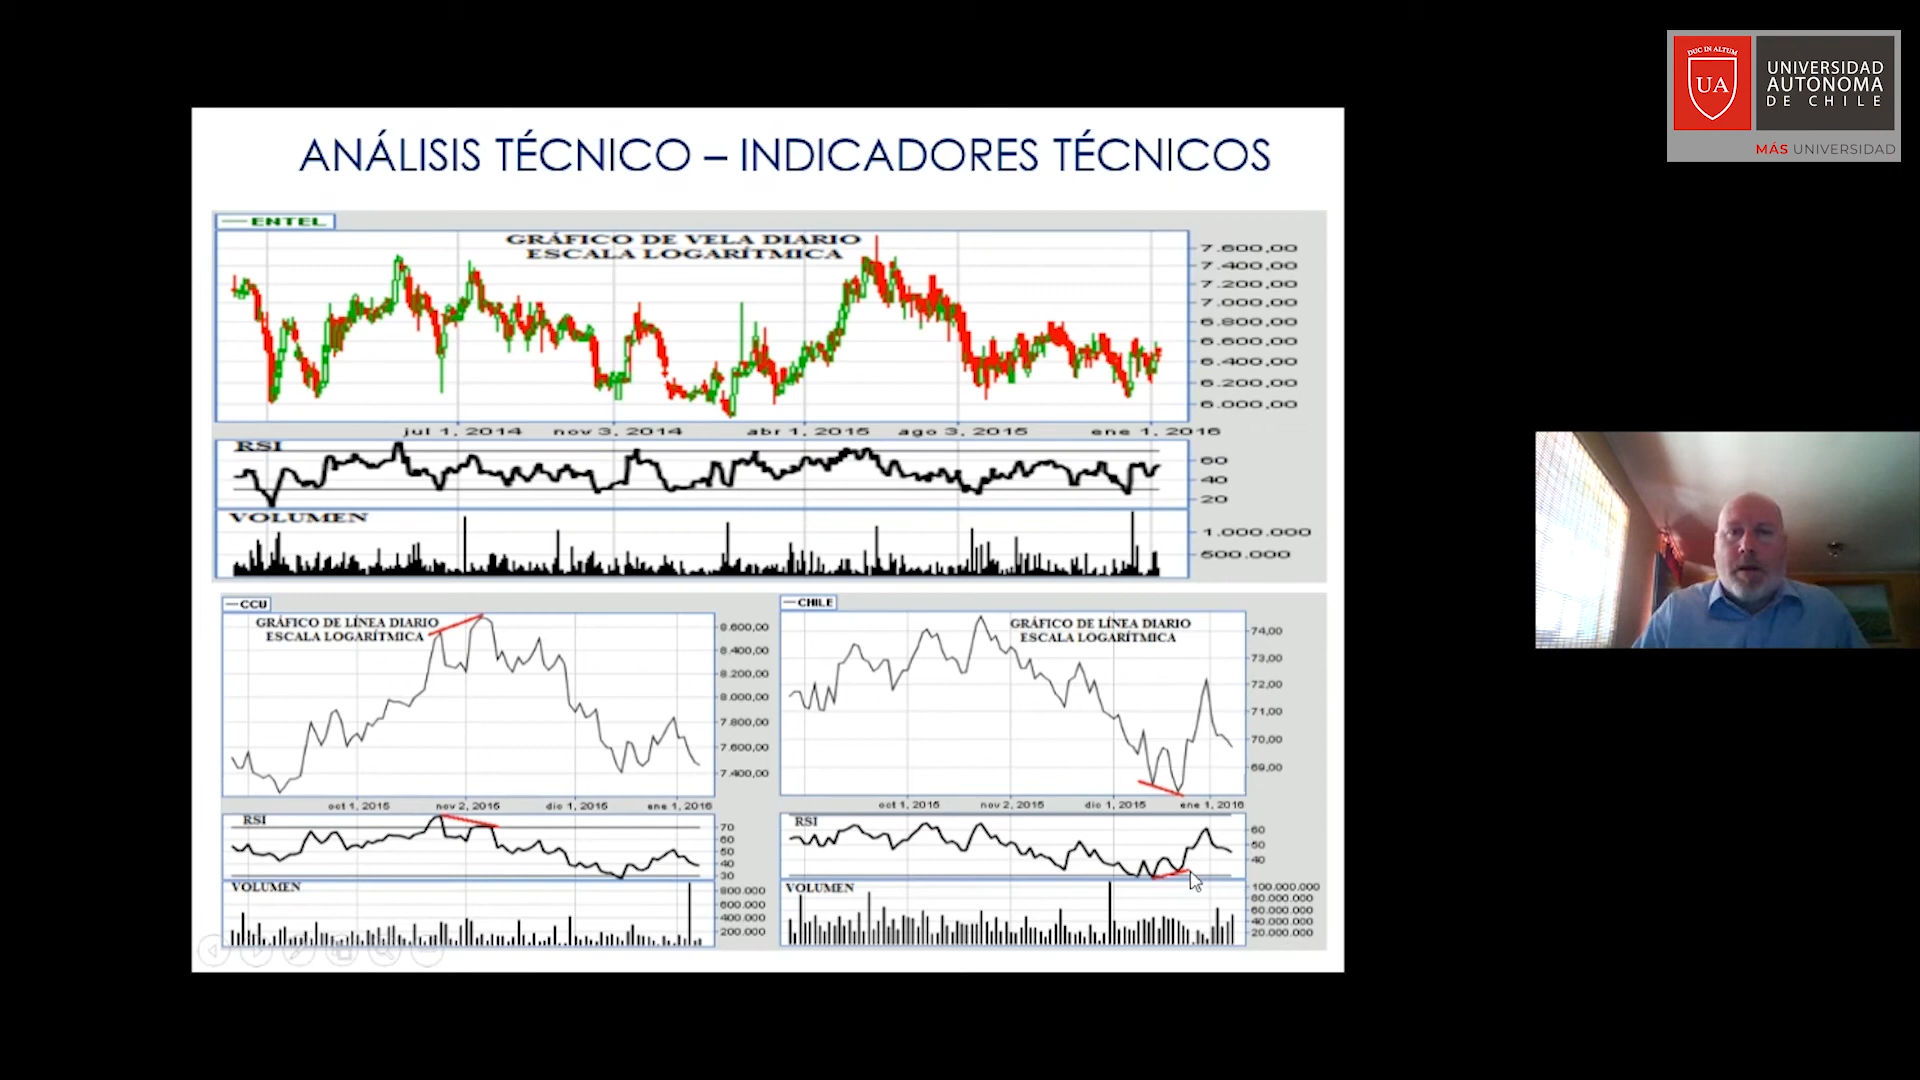 DUC IN ALTUM
UA
UNIVERSIDAD
AUTONOMA
DE CHILE
MÁS UNIVERSIDAD
ANÁLISIS TÉCNICO – INDICADORES TÉCNICOS
ENTEL
GRÁFICO DE VELA DIARIO
ESCALA LOGARÍTMICA
7.600,00
7.400,00
7.200,00
7.000,00
6.800,00
6.600,00
6.400,00
6.200,00
6.000,00
jul 1, 2014 nov 3, 2014 abr 1, 2015 ago 3, 2015 ene 1, 2016
RSI
60
40
20
VOLUMEN
1.000.000
500.000
CCU
GRÁFICO DE LÍNEA DIARIO
ESCALA LOGARÍTMICA
8.600,00
8.400,00
8.200,00
8.000,00
7.800,00
7.600,00
7.400,00
oct 1, 2015 nov 2, 2015 dic 1, 2015 ene 1, 2016
RSI
70
60
50
40
30
VOLUMEN
800.000
600.000
400.000
200.000
CHILE
GRÁFICO DE LÍNEA DIARIO
ESCALA LOGARÍTMICA
74,00
73,00
72,00
71,00
70,00
69,00
oct 1, 2015 nov 2, 2015 dic 1, 2015 ene 1, 2016
RSI
60
50
40
VOLUMEN
100.000.000
80.000.000
60.000.000
40.000.000
20.000.000